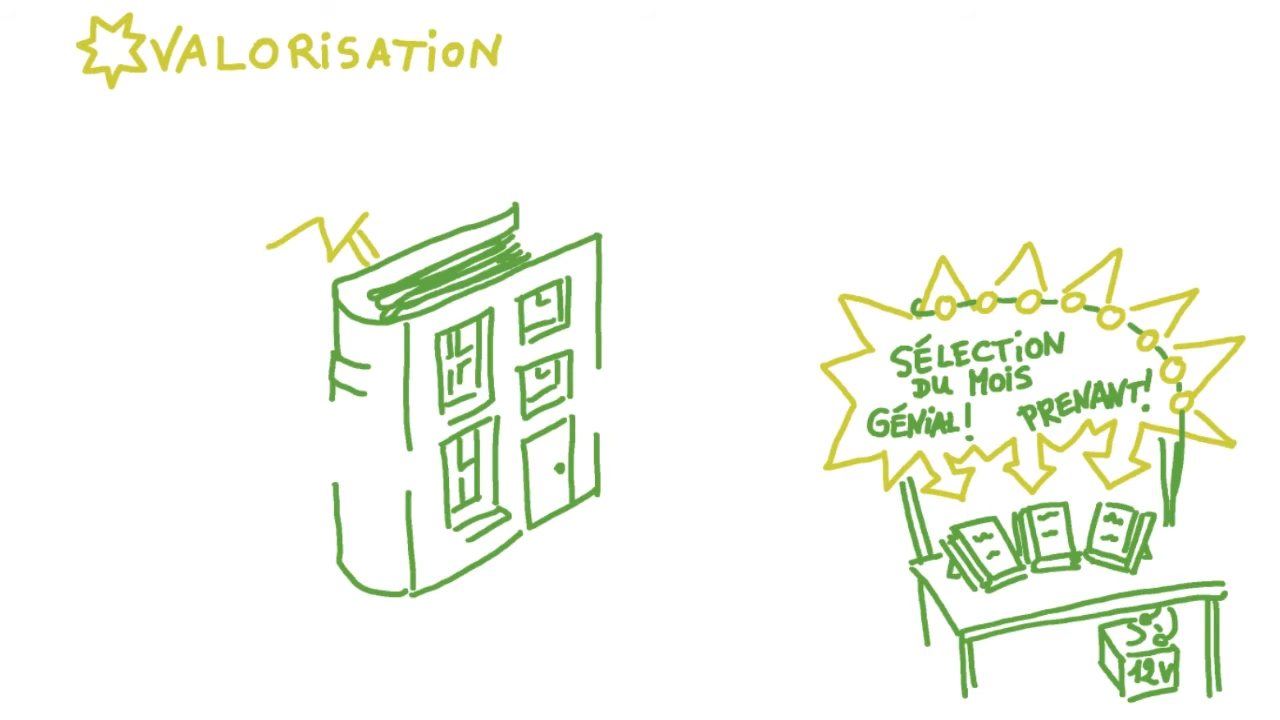 VALORiSATiON
SÉLECTiON
DU MOiS
GÉNiAL!
PRENANT!
12V